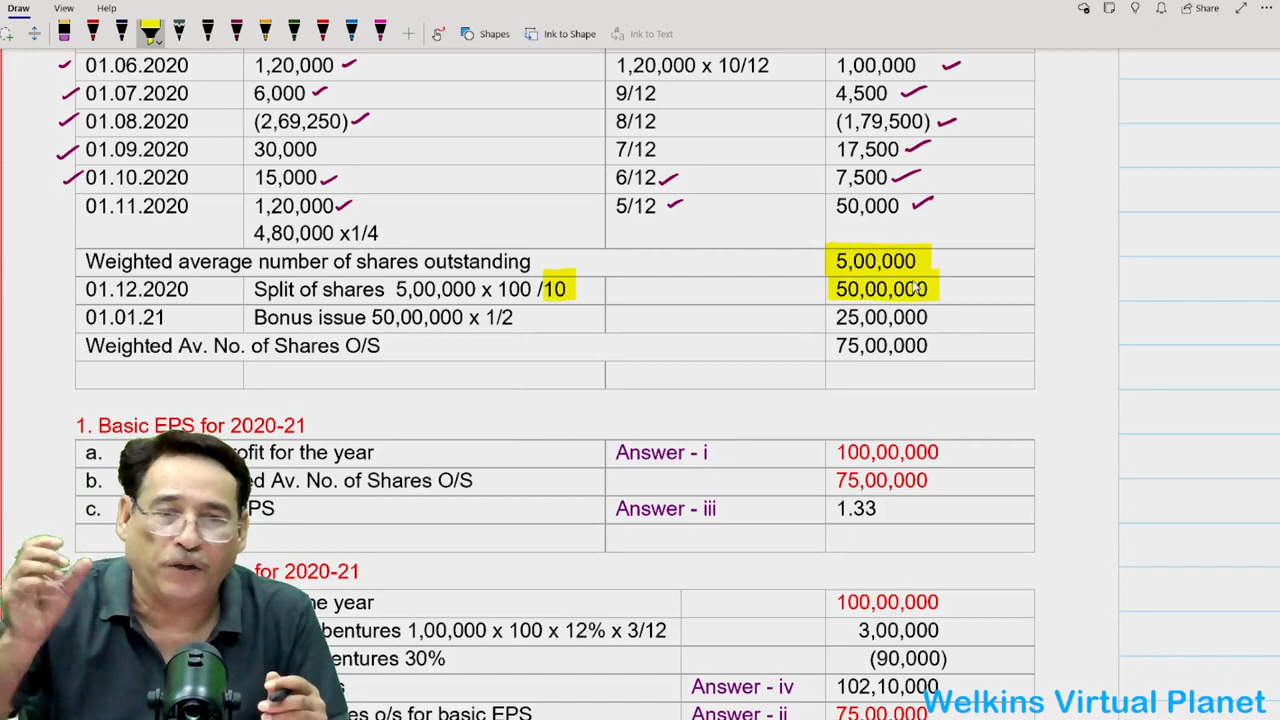 Draw View Help
Shapes Ink to Shape Ink to Text Share
01.06.2020 1,20,000 1,20,000 x 10/12 1,00,000
01.07.2020 6,000 9/12 4,500
01.08.2020 (2,69,250) 8/12 (1,79,500)
01.09.2020 30,000 7/12 17,500
01.10.2020 15,000 6/12 7,500
01.11.2020 1,20,000 5/12 50,000
4,80,000 x1/4
Weighted average number of shares outstanding 5,00,000
01.12.2020 Split of shares 5,00,000 x 100 /10 50,00,000
01.01.21 Bonus issue 50,00,000 x 1/2 25,00,000
Weighted Av. No. of Shares O/S 75,00,000
1. Basic EPS for 2020-21
a. for the year Answer - i 100,00,000
b. Av. No. of Shares O/S 75,00,000
c. Answer - iii 1.33
for 2020-21
year 100,00,000
1,00,000 x 100 x 12% x 3/12 3,00,000
30% (90,000)
Answer - iv 102,10,000
o/s for basic EPS Answer - ii 75,00,000
Welkins Virtual Planet